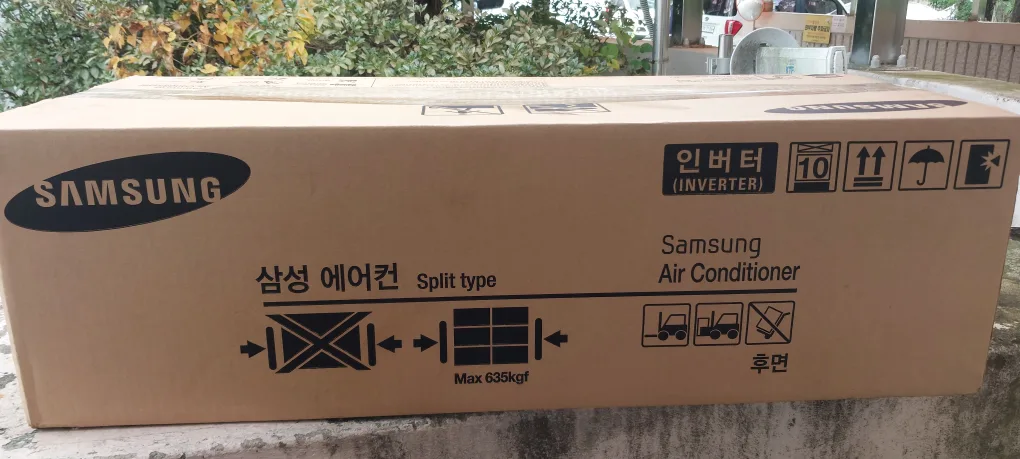 SAMSUNG
SAMSUNG
인버터
(INVERTER)
10
Samsung
Air Conditioner
삼성 에어컨 Split type
Max 635kgf
후면